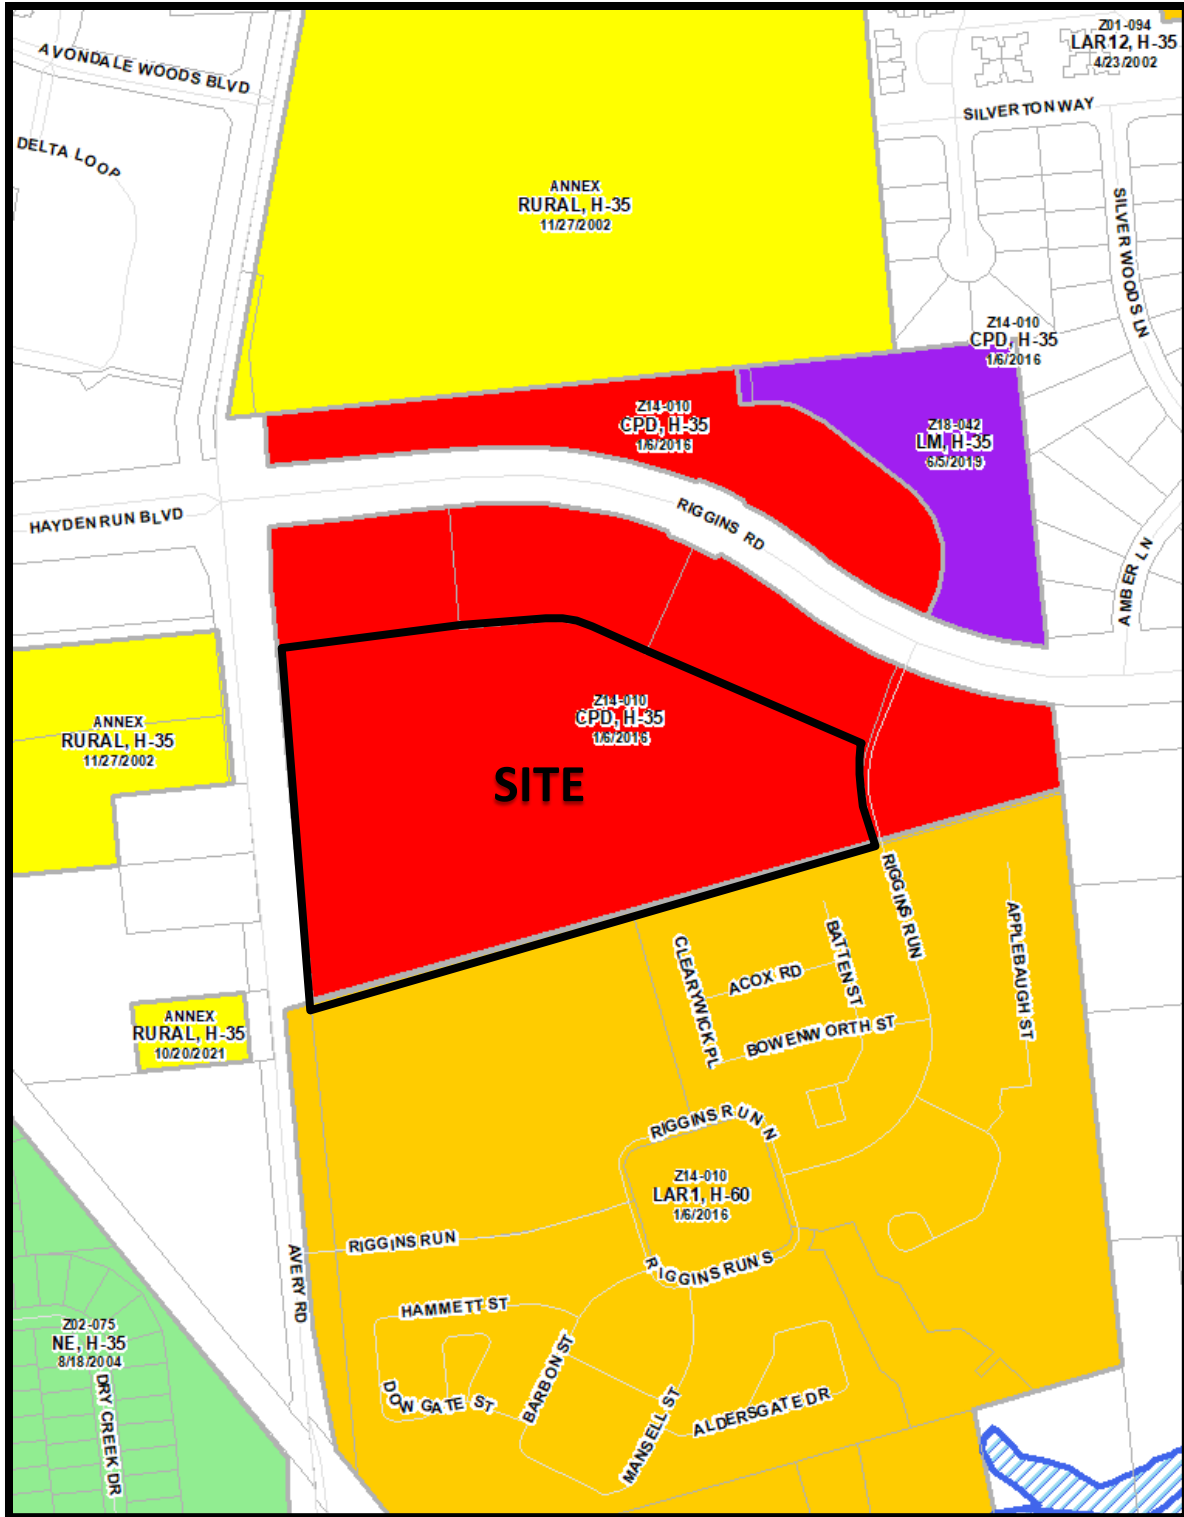 AVONDALE WOODS BLVD
DELTA LOOP
Z01-094
LAR12, H-35
4/23/2002
SILVERTON WAY
SILVERWOODS LN
ANNEX
RURAL, H-35
11/27/2002
Z14-010
CPD, H-35
1/6/2016
Z14-010
CPD, H-35
1/6/2016
Z18-042
LM, H-35
6/5/2019
HAYDEN RUN BLVD
RIGGINS RD
AMBER LN
ANNEX
RURAL, H-35
11/27/2002
Z14-010
CPD, H-35
1/6/2016
SITE
RIGGINS RUN
APPLEBAUGH ST
CLEARYWICK PL
ACOX RD
BATTEN ST
BOWENWORTH ST
ANNEX
RURAL, H-35
10/20/2021
RIGGINS RUN N
Z14-010
LAR1, H-60
1/6/2016
RIGGINS RUN
RIGGINS RUN S
AVERY RD
HAMMETT ST
Z02-075
NE, H-35
8/18/2004
DRY CREEK DR
DOWGATE ST
BARBON ST
MANSELL ST
ALDERSGATE DR